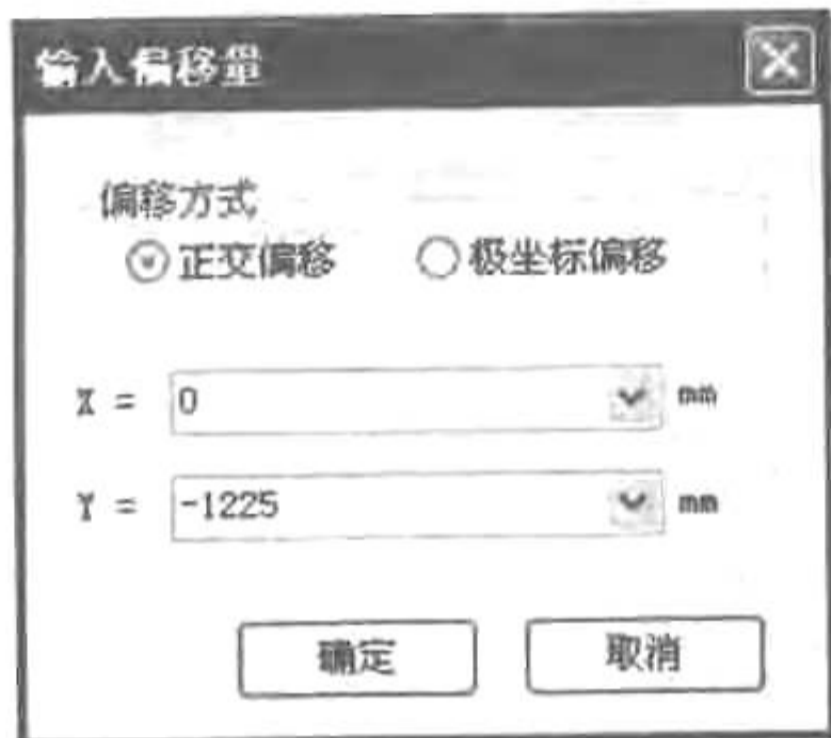 输入偏移量
偏移方式
正交偏移 极坐标偏移
X = 0 mm
Y = -1225 mm
确定 取消